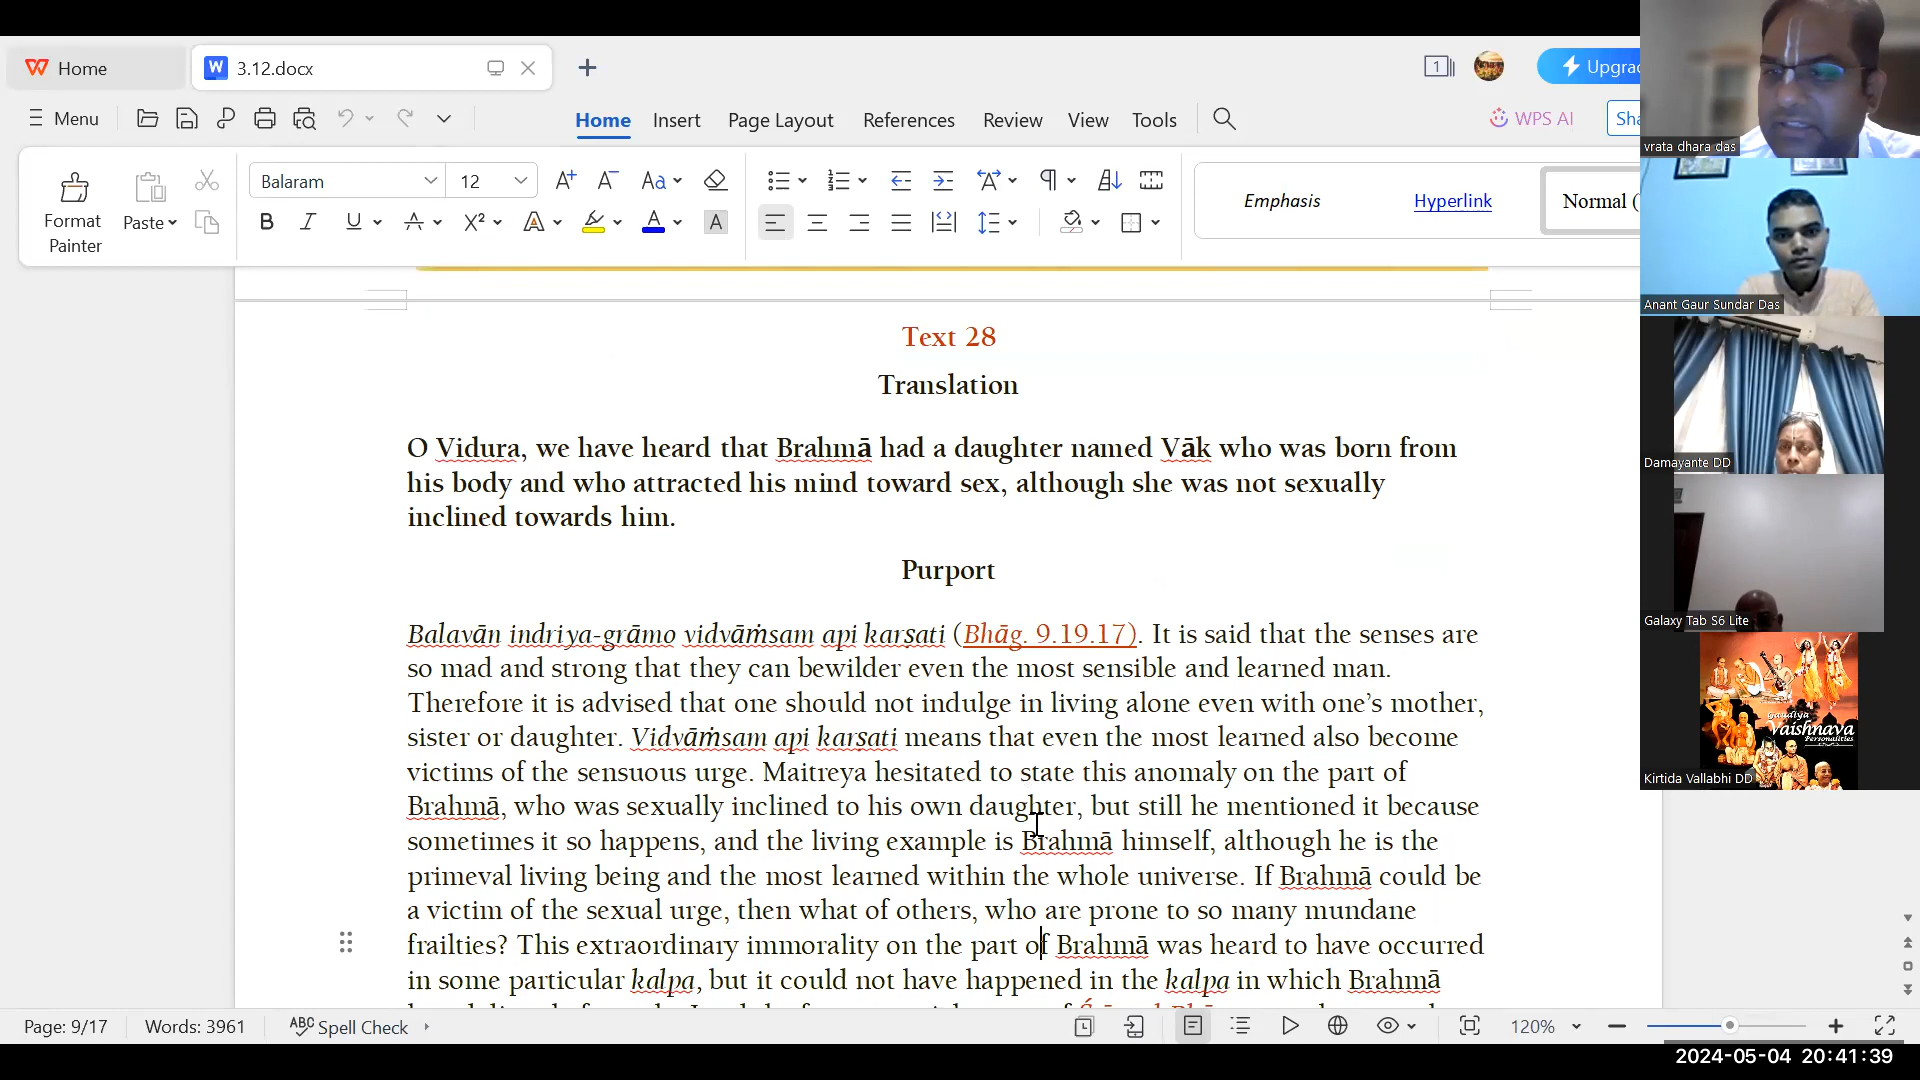 Home
3.12.docx
1
Upgra
Menu
Home Insert Page Layout References Review View Tools
WPS AI
Sha
Format
Painter
Paste
Balaram
12
Emphasis
Hyperlink
Normal (
Text 28
Translation
O Vidura, we have heard that Brahmā had a daughter named Vāk who was born from
his body and who attracted his mind toward sex, although she was not sexually
inclined towards him.
Purport
Balavān indriya-grāmo vidvāṁsam api karṣati (Bhāg. 9.19.17). It is said that the senses are
so mad and strong that they can bewilder even the most sensible and learned man.
Therefore it is advised that one should not indulge in living alone even with one’s mother,
sister or daughter. Vidvāṁsam api karṣati means that even the most learned also become
victims of the sensuous urge. Maitreya hesitated to state this anomaly on the part of
Brahmā, who was sexually inclined to his own daughter, but still he mentioned it because
sometimes it so happens, and the living example is Brahmā himself, although he is the
primeval living being and the most learned within the whole universe. If Brahmā could be
a victim of the sexual urge, then what of others, who are prone to so many mundane
frailties? This extraordinary immorality on the part of Brahmā was heard to have occurred
in some particular kalpa, but it could not have happened in the kalpa in which Brahmā
Page: 9/17
Words: 3961
Spell Check
120%
vrata dhara das
Anant Gaur Sundar Das
Damayante DD
Galaxy Tab S6 Lite
Gaudiya
Vaishnava
Personalities
Kirtida Vallabhi DD
2024-05-04 20:41:39